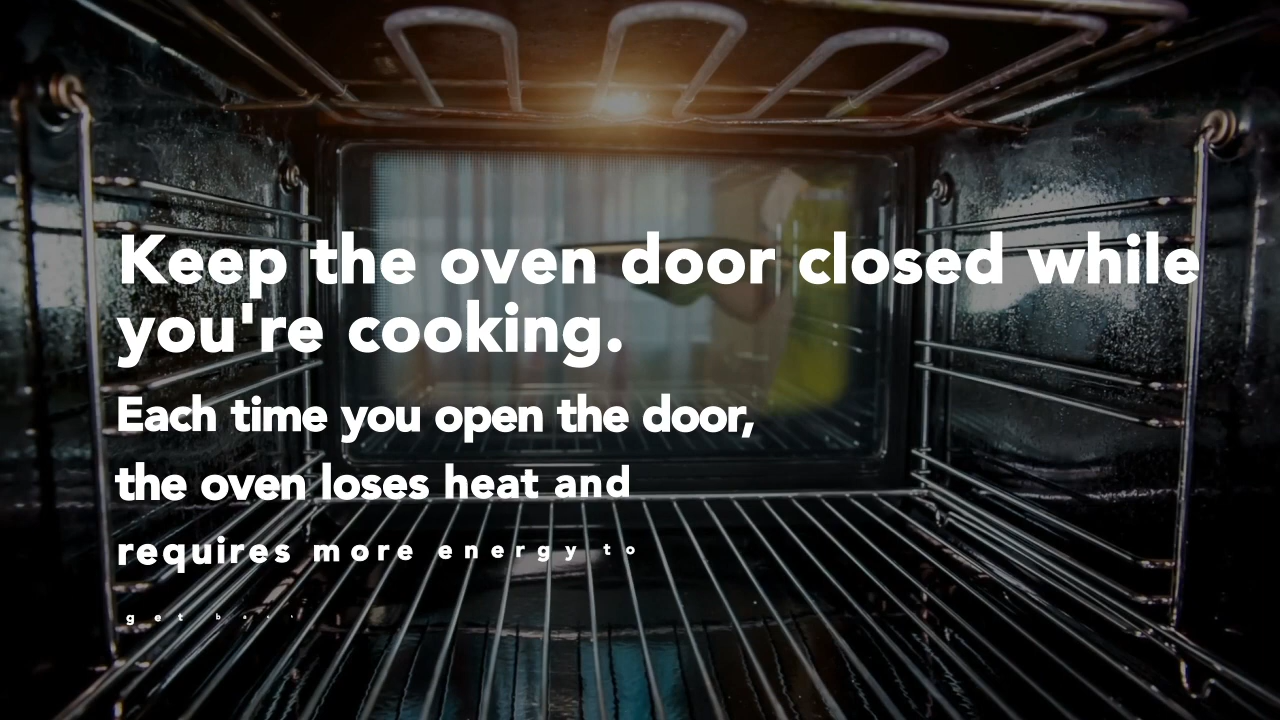 Keep the oven door closed while
you're cooking.
Each time you open the door,
the oven loses heat and
requires more energy to
get